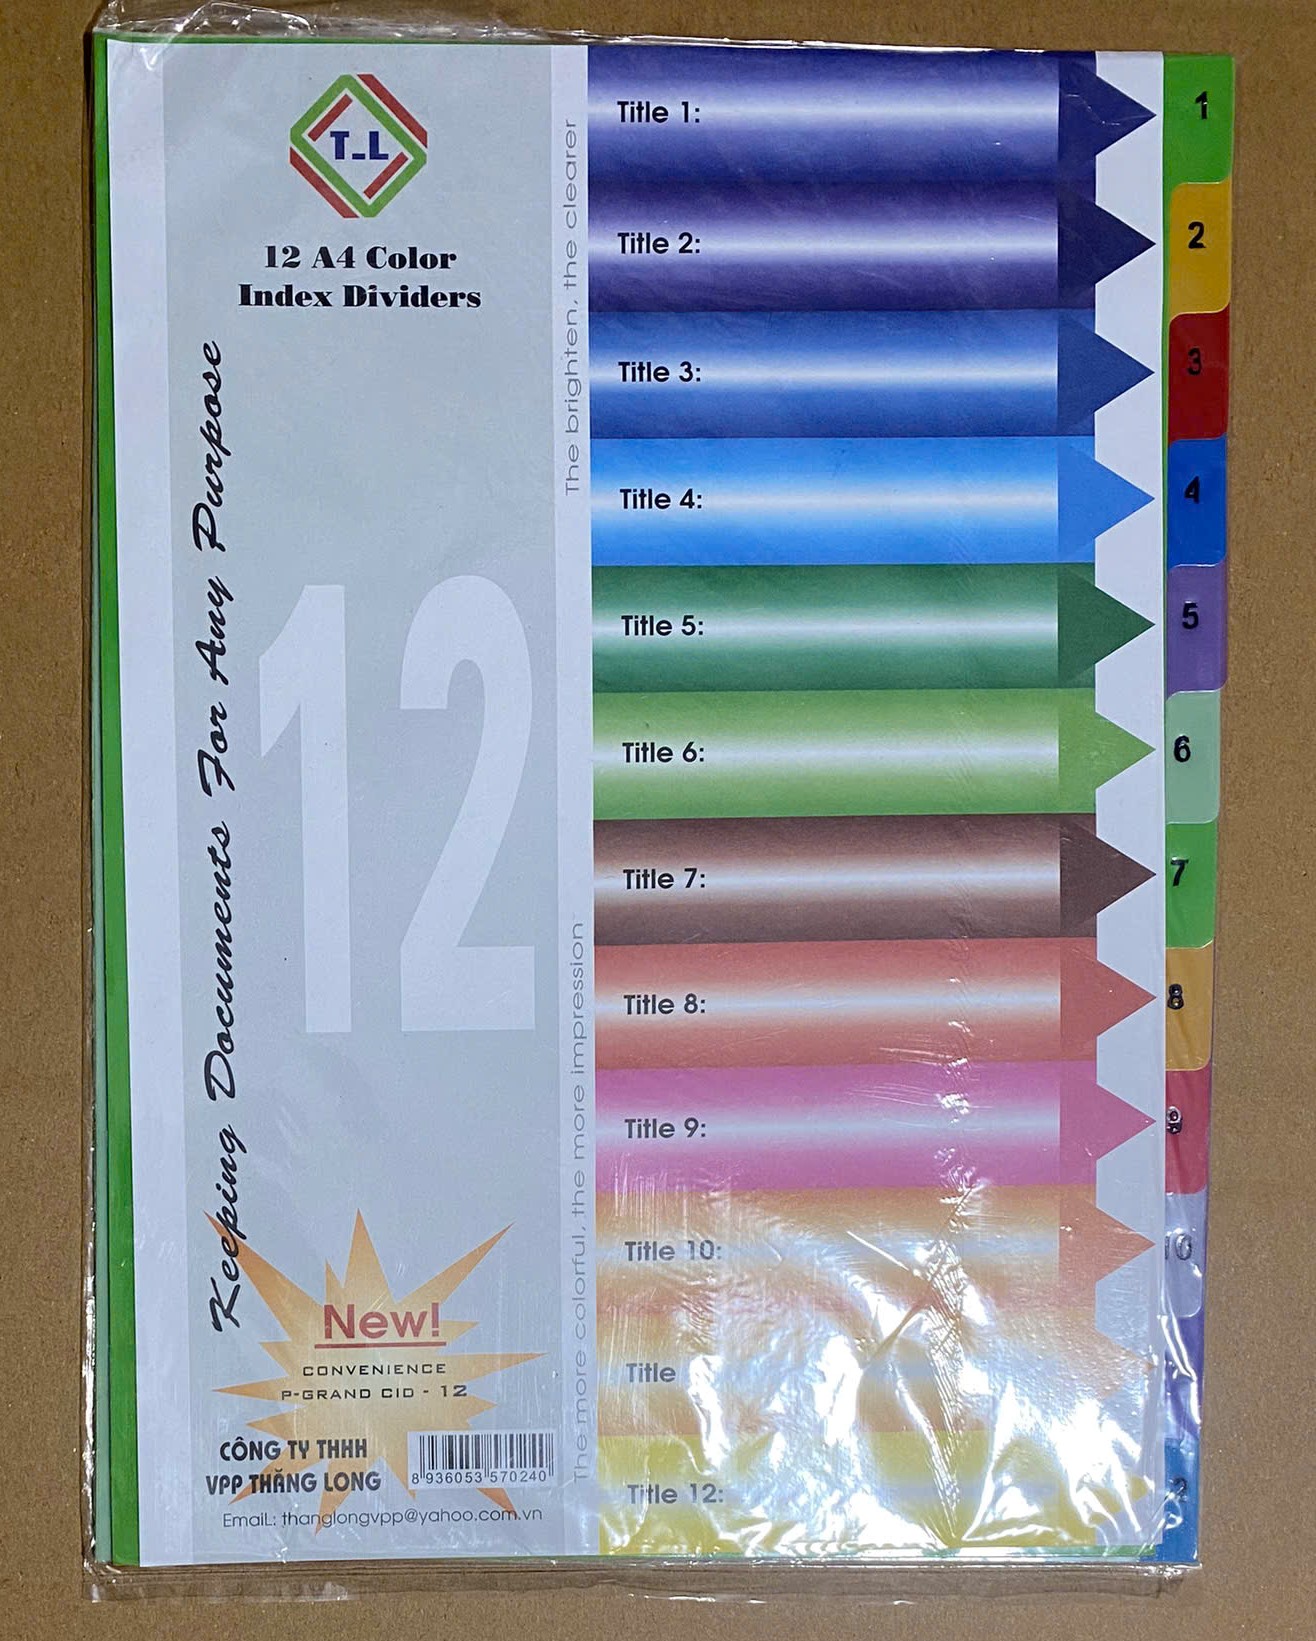 T-L
12 A4 Color
Index Dividers
Keeping Documents For Any Purpose
12
The brighten, the clearer
The more colorful, the more impression
New!
CONVENIENCE
P-GRAND CID - 12
CÔNG TY THHH
VPP THĂNG LONG
8 936053 570240
EmaiL: thanglongvpp@yahoo.com.vn
Title 1:
Title 2:
Title 3:
Title 4:
Title 5:
Title 6:
Title 7:
Title 8:
Title 9:
Title 10:
Title
Title 12:
1
2
3
4
5
6
7
8
9
10
2